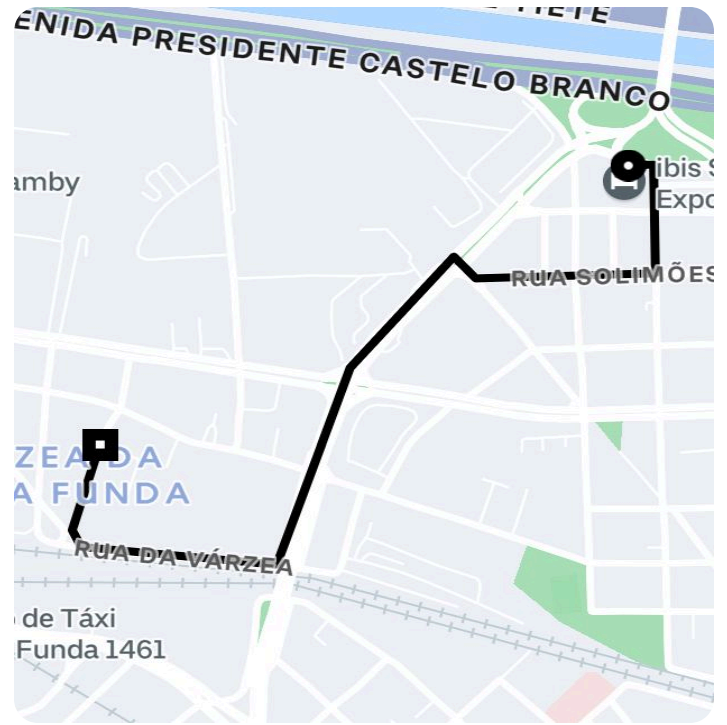 TIETÊ
ENIDA PRESIDENTE CASTELO BRANCO
amby
ibis S
Expo
RUA SOLIMÕES
ZEA DA
A FUNDA
RUA DA VÁRZEA
de Táxi
Funda 1461